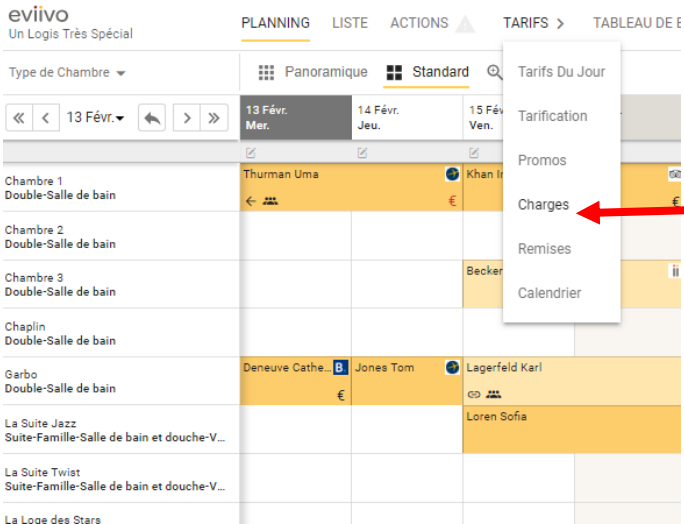 eviivo
Un Logis Très Spécial
PLANNING LISTE ACTIONS TARIFS > TABLEAU DE
Type de Chambre
Panoramique Standard
13 Févr.
13 Févr.
Mer.
14 Févr.
Jeu.
15 Fév
Ven.
Tarifs Du Jour
Tarification
Promos
Charges
Remises
Calendrier
Chambre 1
Double-Salle de bain
Thurman Uma
€
Khan I
€
Chambre 2
Double-Salle de bain
Chambre 3
Double-Salle de bain
Becker
Chaplin
Double-Salle de bain
Garbo
Double-Salle de bain
Deneuve Cathe... B.
€
Jones Tom
Lagerfeld Karl
La Suite Jazz
Suite-Famille-Salle de bain et douche-V...
Loren Sofia
La Suite Twist
Suite-Famille-Salle de bain et douche-V...
La Loge des Stars